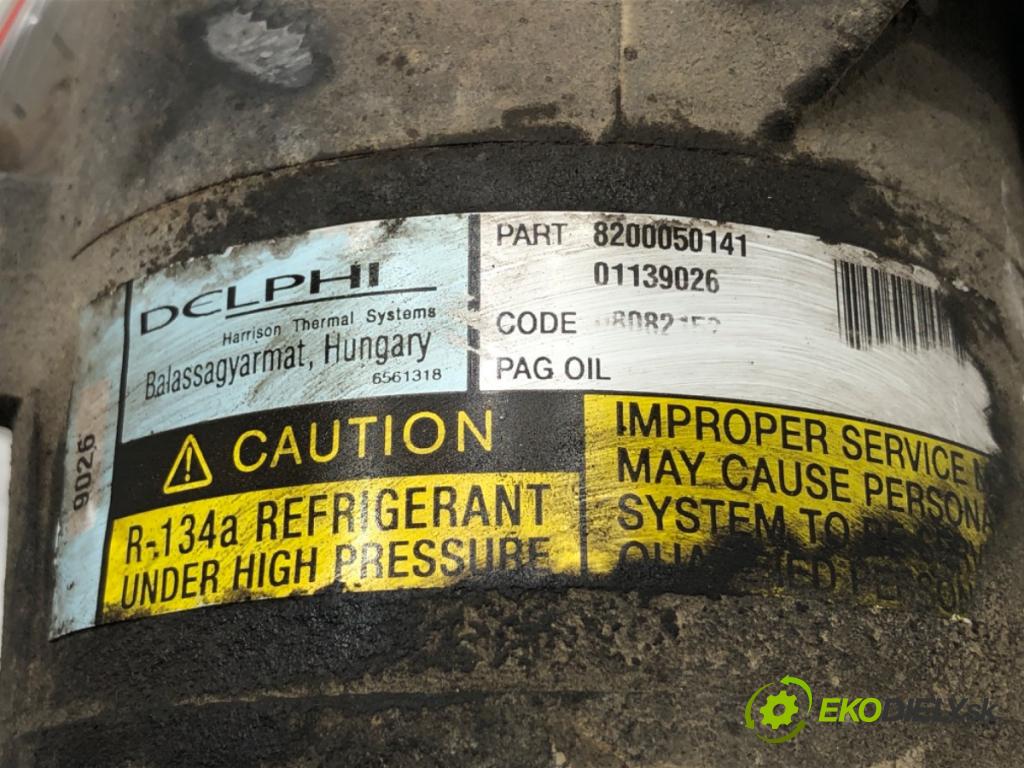 DELPHI
Harrison Thermal Systems
Balassagyarmat, Hungary
6561318
PART 8200050141
01139026
CODE
PAG OIL
9026
CAUTION
R-134a REFRIGERANT
UNDER HIGH PRESSURE
IMPROPER SERVICE
MAY CAUSE
SYSTEM TO
EKODIELY.sk